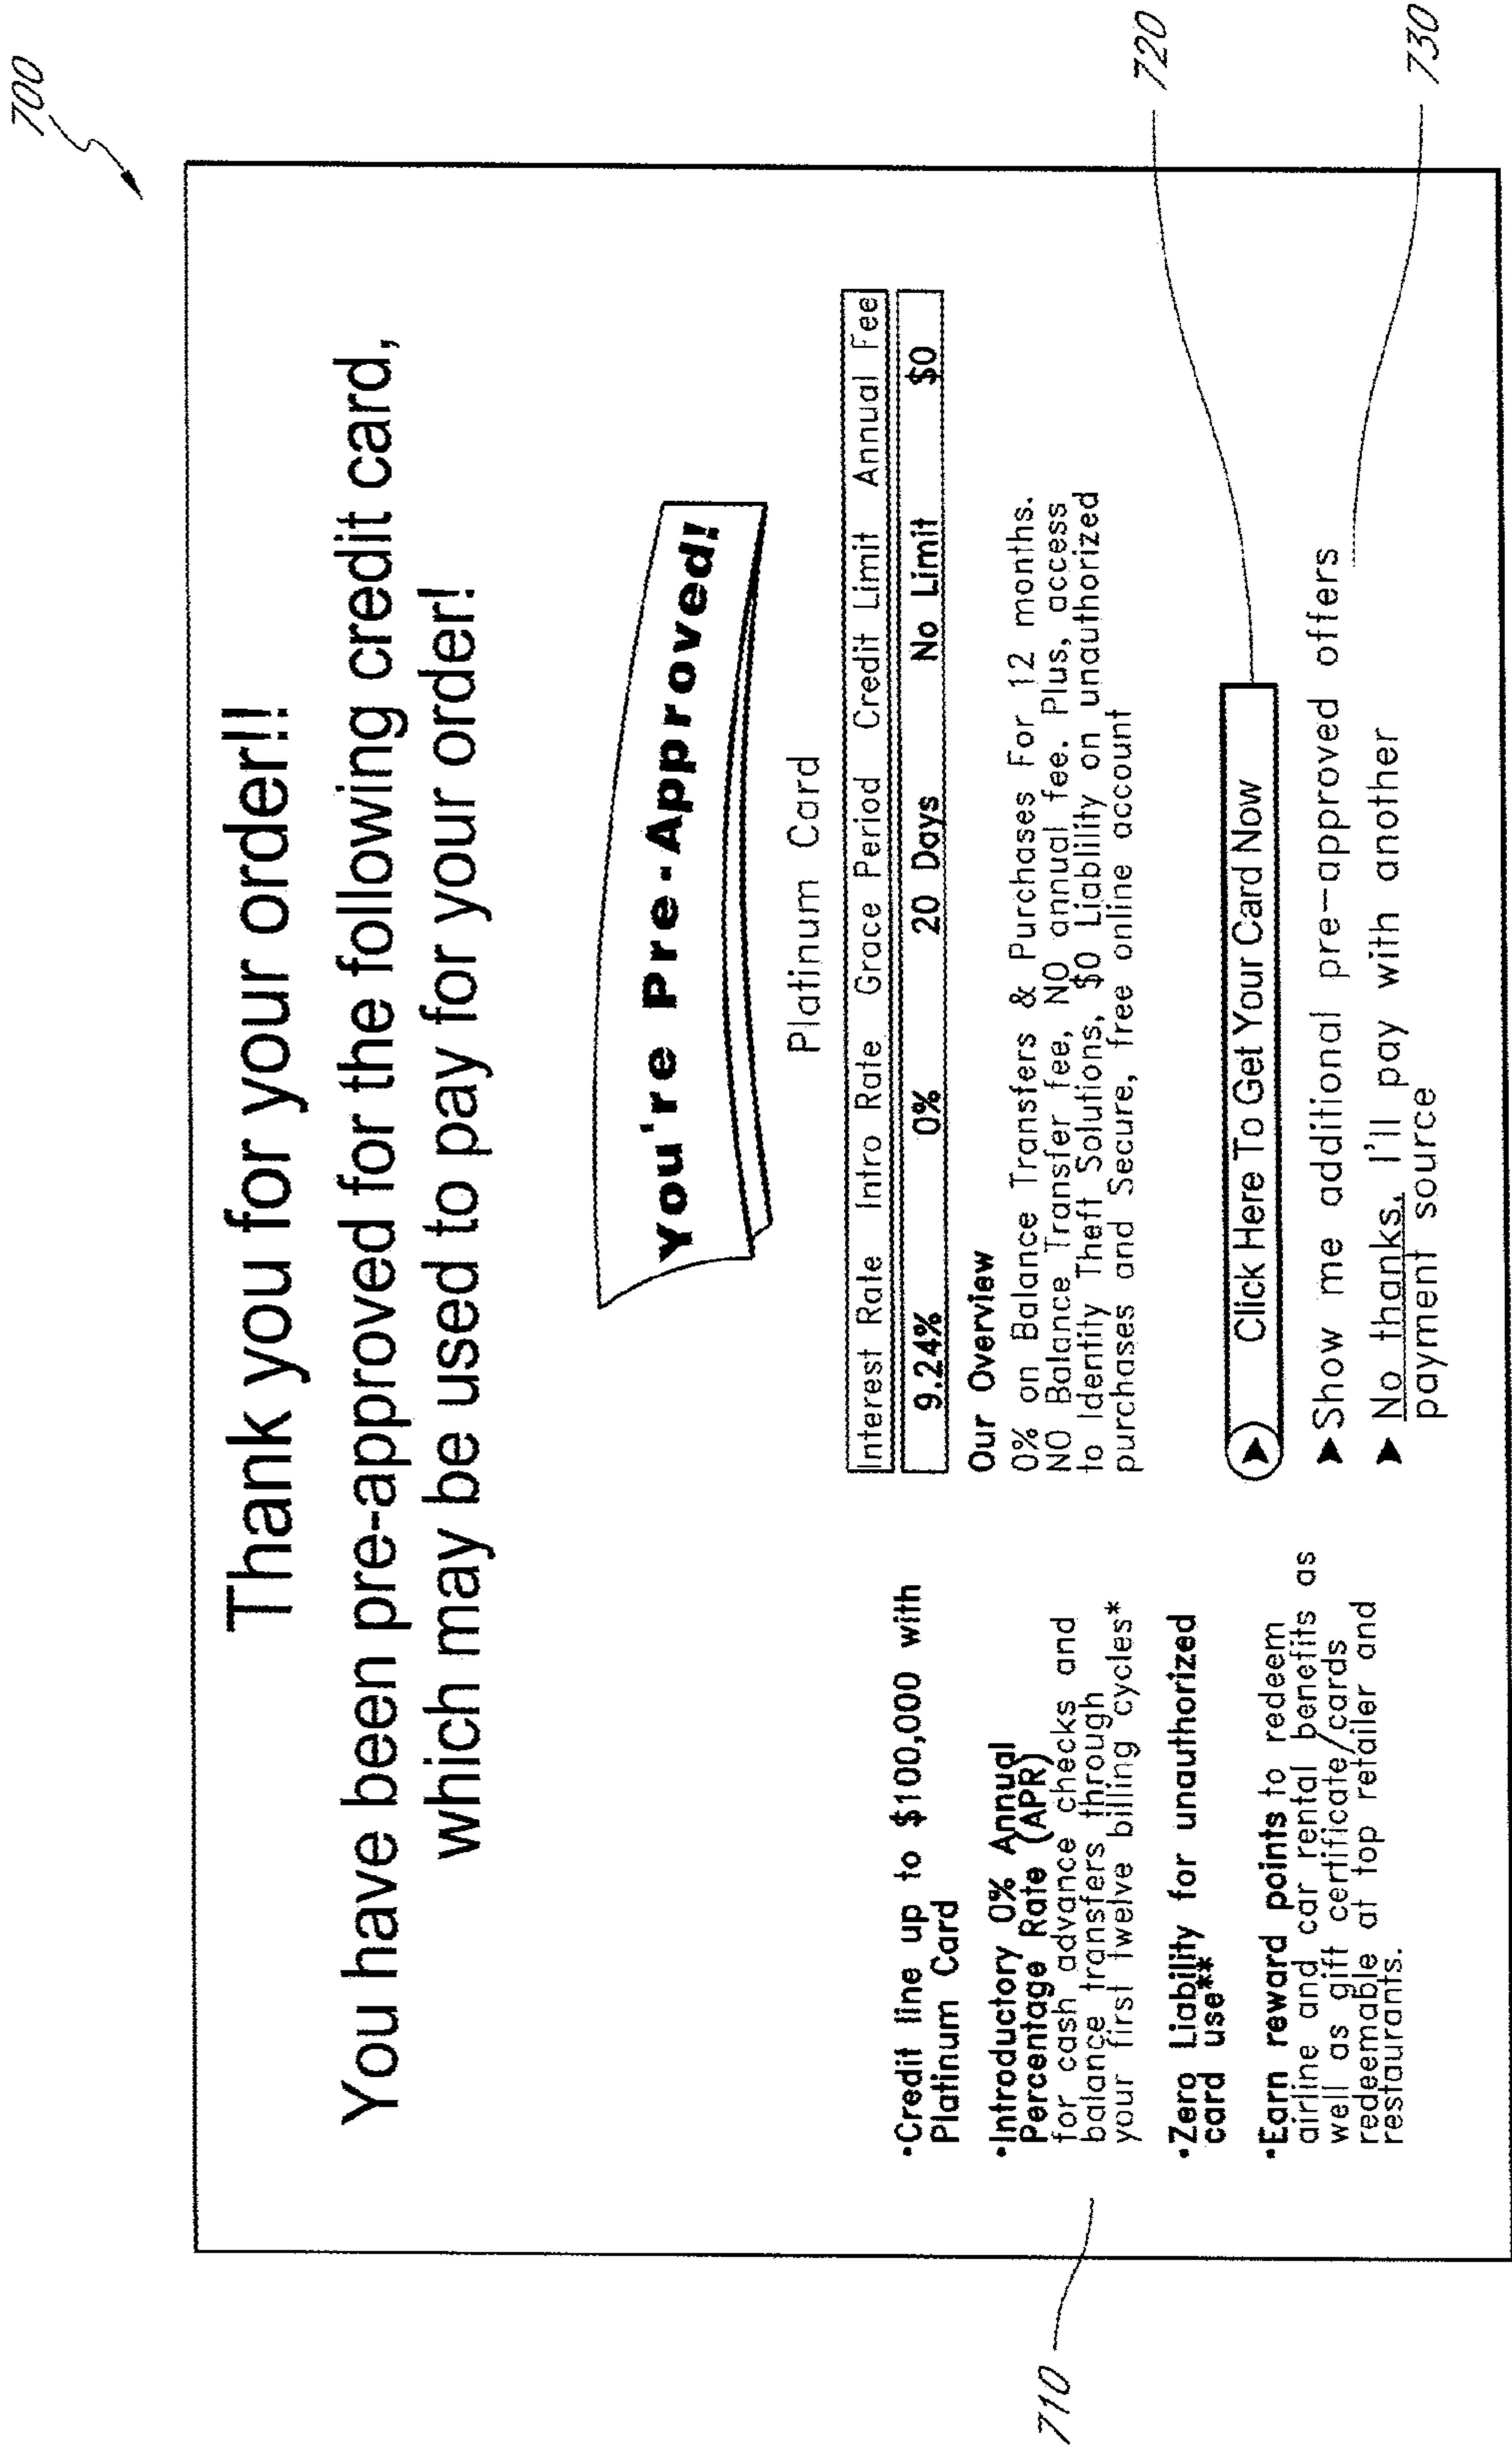 700
Thank you for your order!!
You have been pre-approved for the following credit card,
which may be used to pay for your order!
You're Pre-Approved!
Platinum Card
Interest Rate Intro Rate Grace Period Credit Limit Annual Fee
9.24% 0% 20 Days No Limit $0
Our Overview
0% on Balance Transfers & Purchases For 12 months.
NO Balance Transfer fee, NO annual fee. Plus, access
to Identity Theft Solutions, $0 Liability on unauthorized
purchases and Secure, free online account
Click Here To Get Your Card Now
720
Show me additional pre-approved offers
730
No thanks, I'll pay with another
payment source
•Credit line up to $100,000 with
Platinum Card
•Introductory 0% Annual
Percentage Rate (APR)
for cash advance checks and
balance transfers through
your first twelve billing cycles*
•Zero Liability for unauthorized
card use**
•Earn reward points to redeem
airline and car rental benefits as
well as gift certificate/cards
redeemable at top retailer and
restaurants.
710